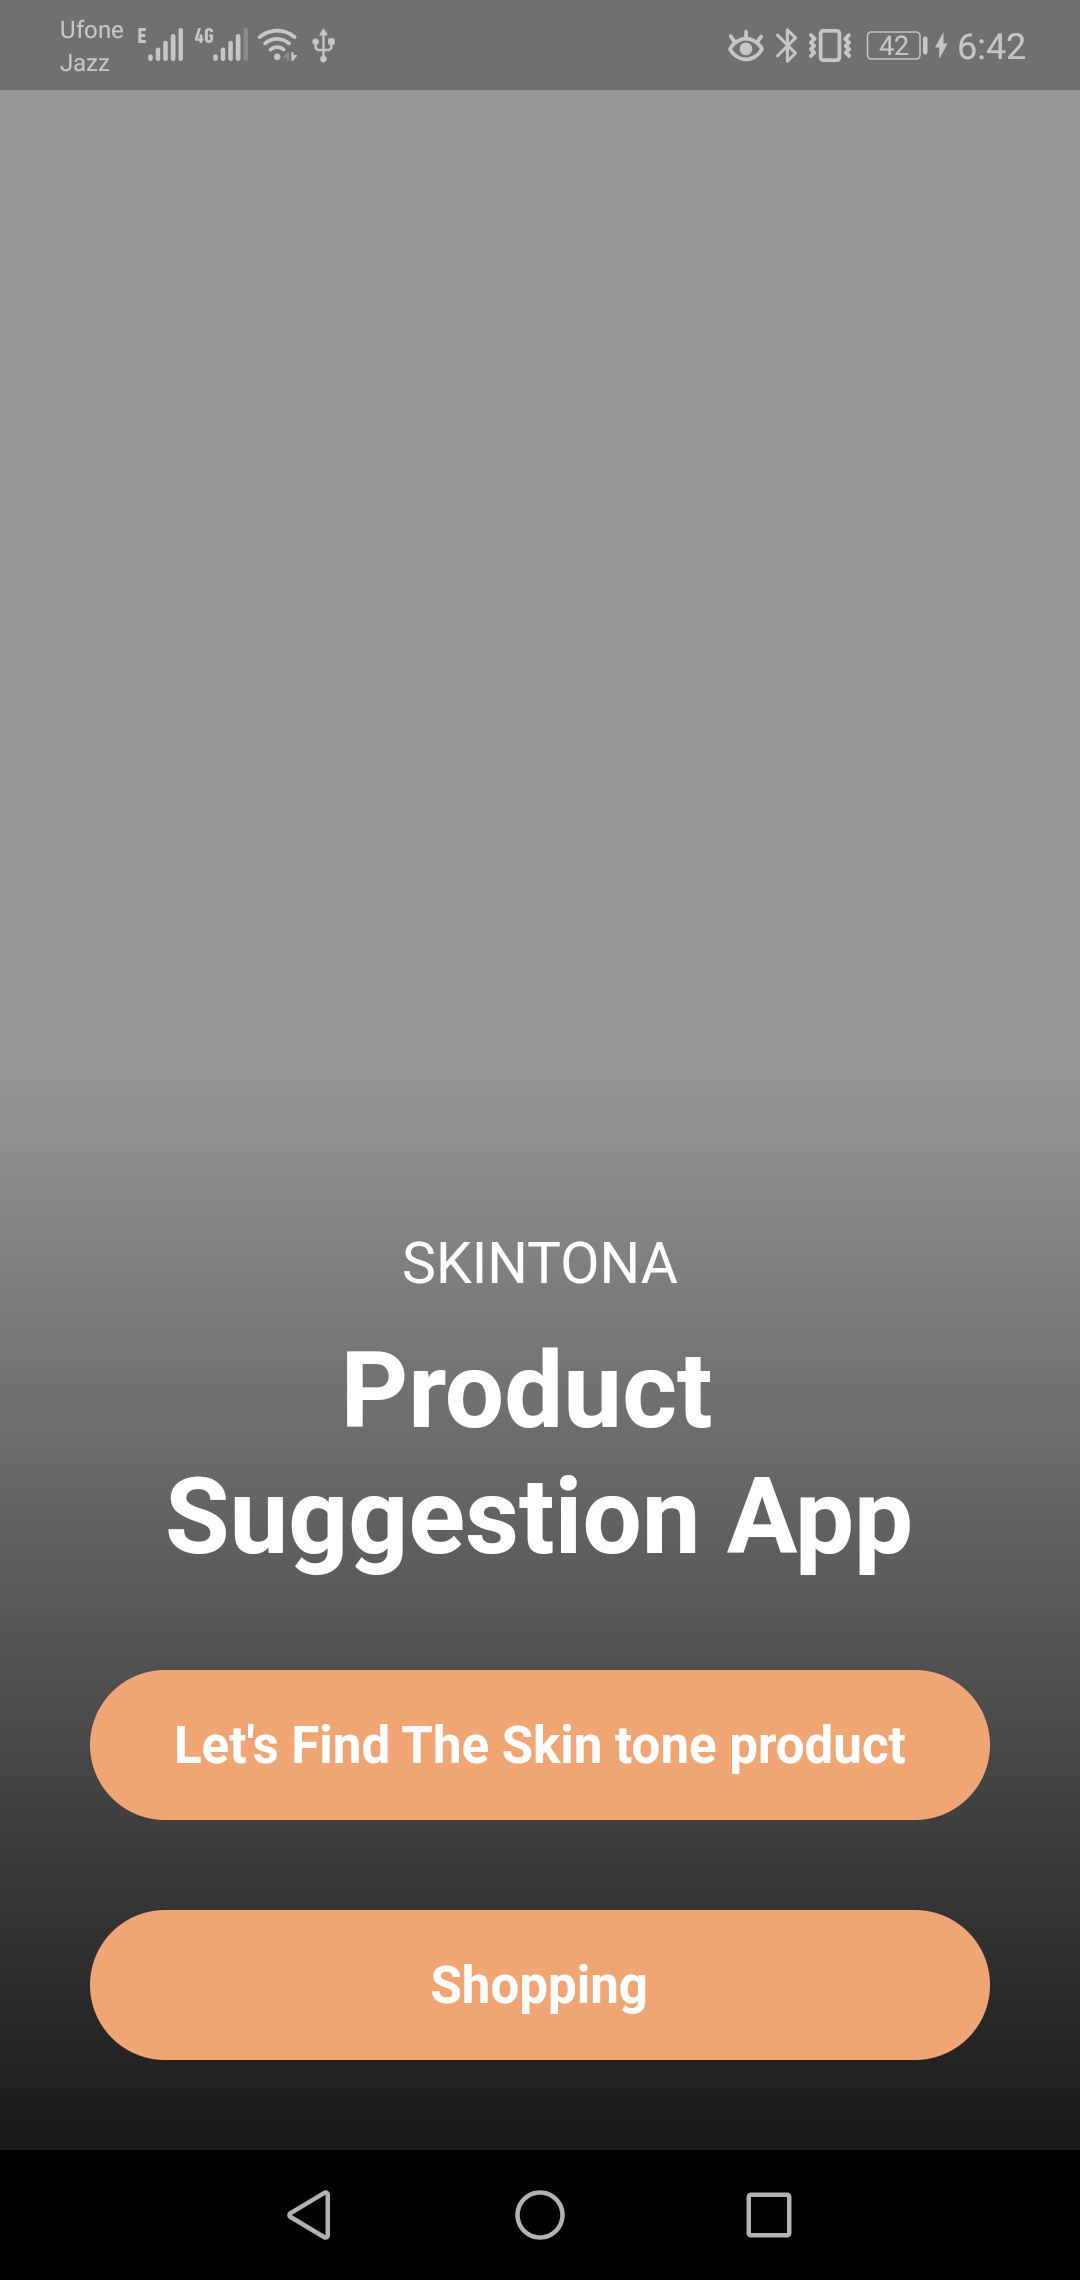 Ufone E 4G 42 6:42
Jazz
SKINTONA
Product
Suggestion App
Let's Find The Skin tone product
Shopping